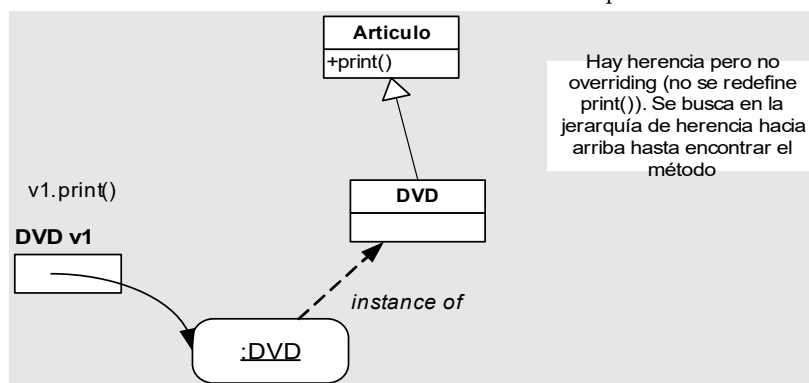 Articulo
+print()
Hay herencia pero no
overriding (no se redefine
print()). Se busca en la
jerarquía de herencia hacia
arriba hasta encontrar el
método
v1.print()
DVD
DVD v1
instance of
:DVD